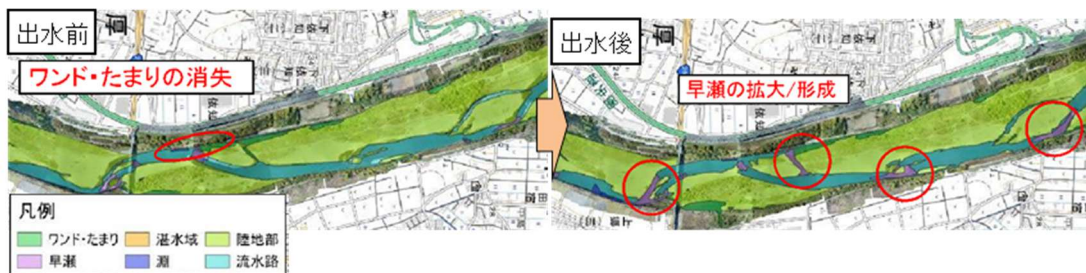 出水前
ワンド・たまりの消失
凡例
ワンド・たまり
湛水域
陸地部
早瀬
淵
流水路
出水後
早瀬の拡大/形成